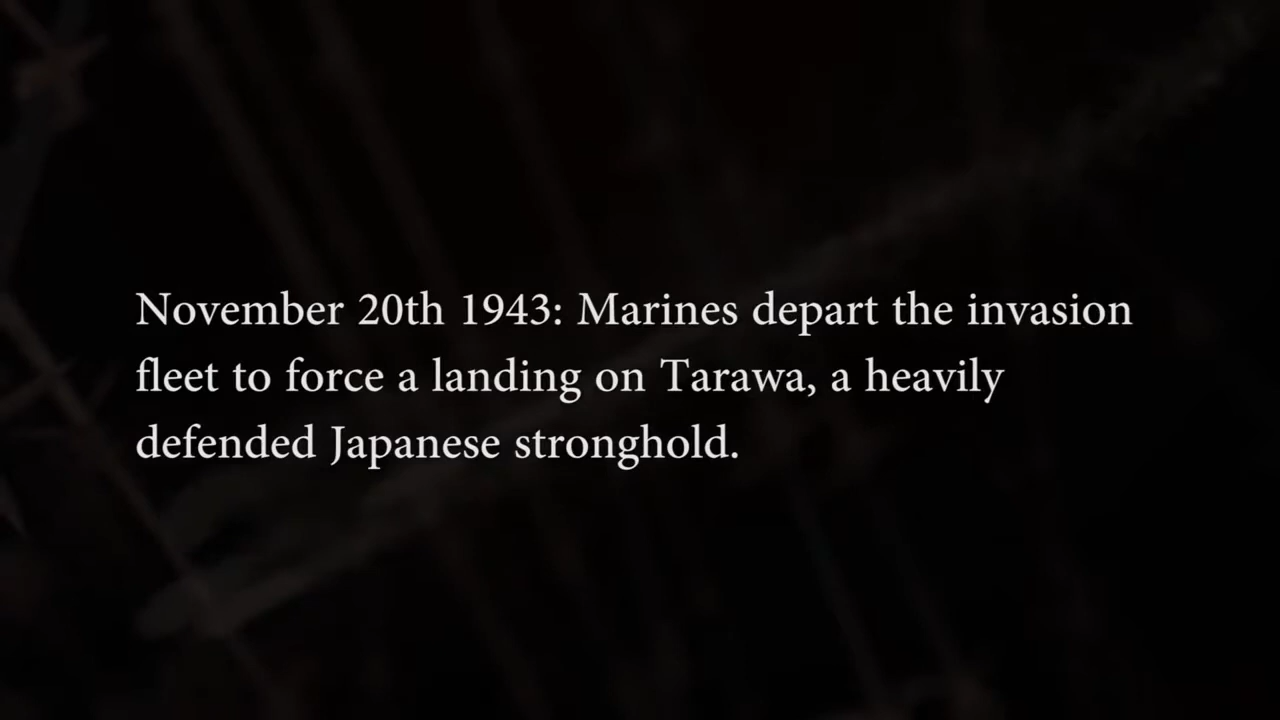 November 20th 1943: Marines depart the invasion
fleet to force a landing on Tarawa, a heavily
defended Japanese stronghold.